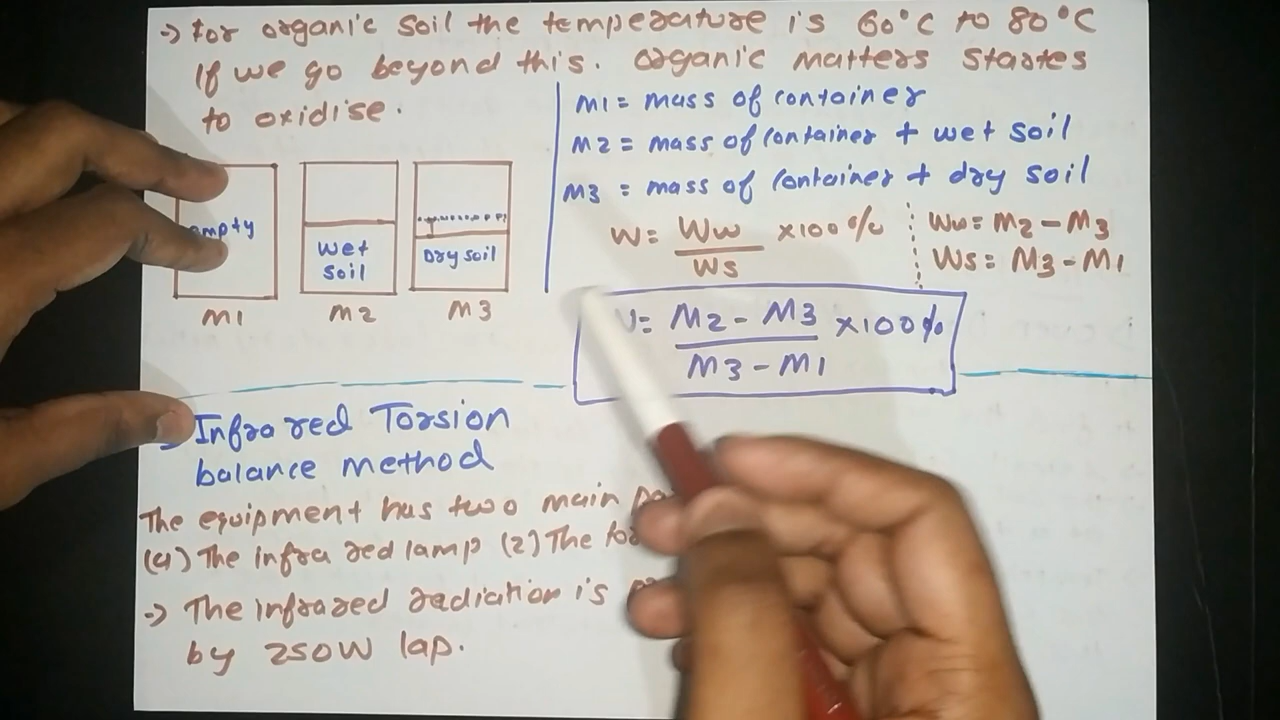 -> For organic soil the temperature is 60°C to 80°C
If we go beyond this. organic matters startes
to oxidise.
M1 = mass of container
M2 = mass of container + wet soil
M3 = mass of container + dry soil
W = Ww/Ws ×100%
Ww = M2 - M3
Ws = M3 - M1
= M2 - M3 / M3 - M1 ×100%
Wet
soil
Dry soil
M1
M2
M3
Infrared Torsion
balance method
The equipment has two main
(1) The infra red lamp (2) The
-> The infrared radiation is
by 250W lap.